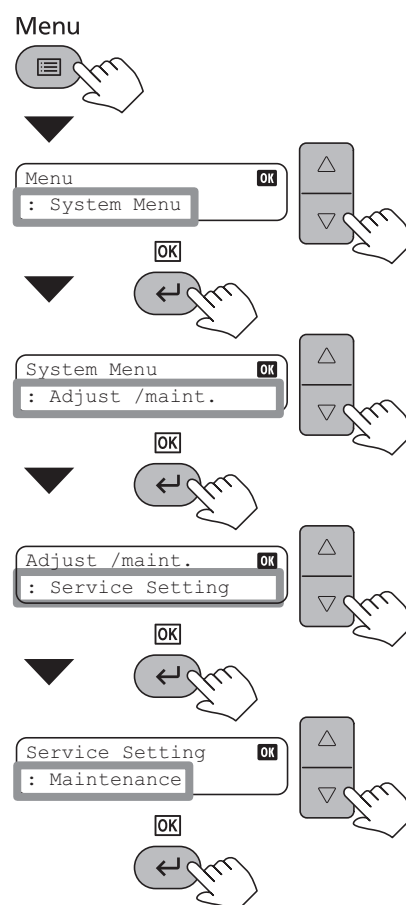 Menu
Menu OK
: System Menu
OK
System Menu OK
: Adjust /maint.
OK
Adjust /maint. OK
: Service Setting
OK
Service Setting OK
: Maintenance
OK